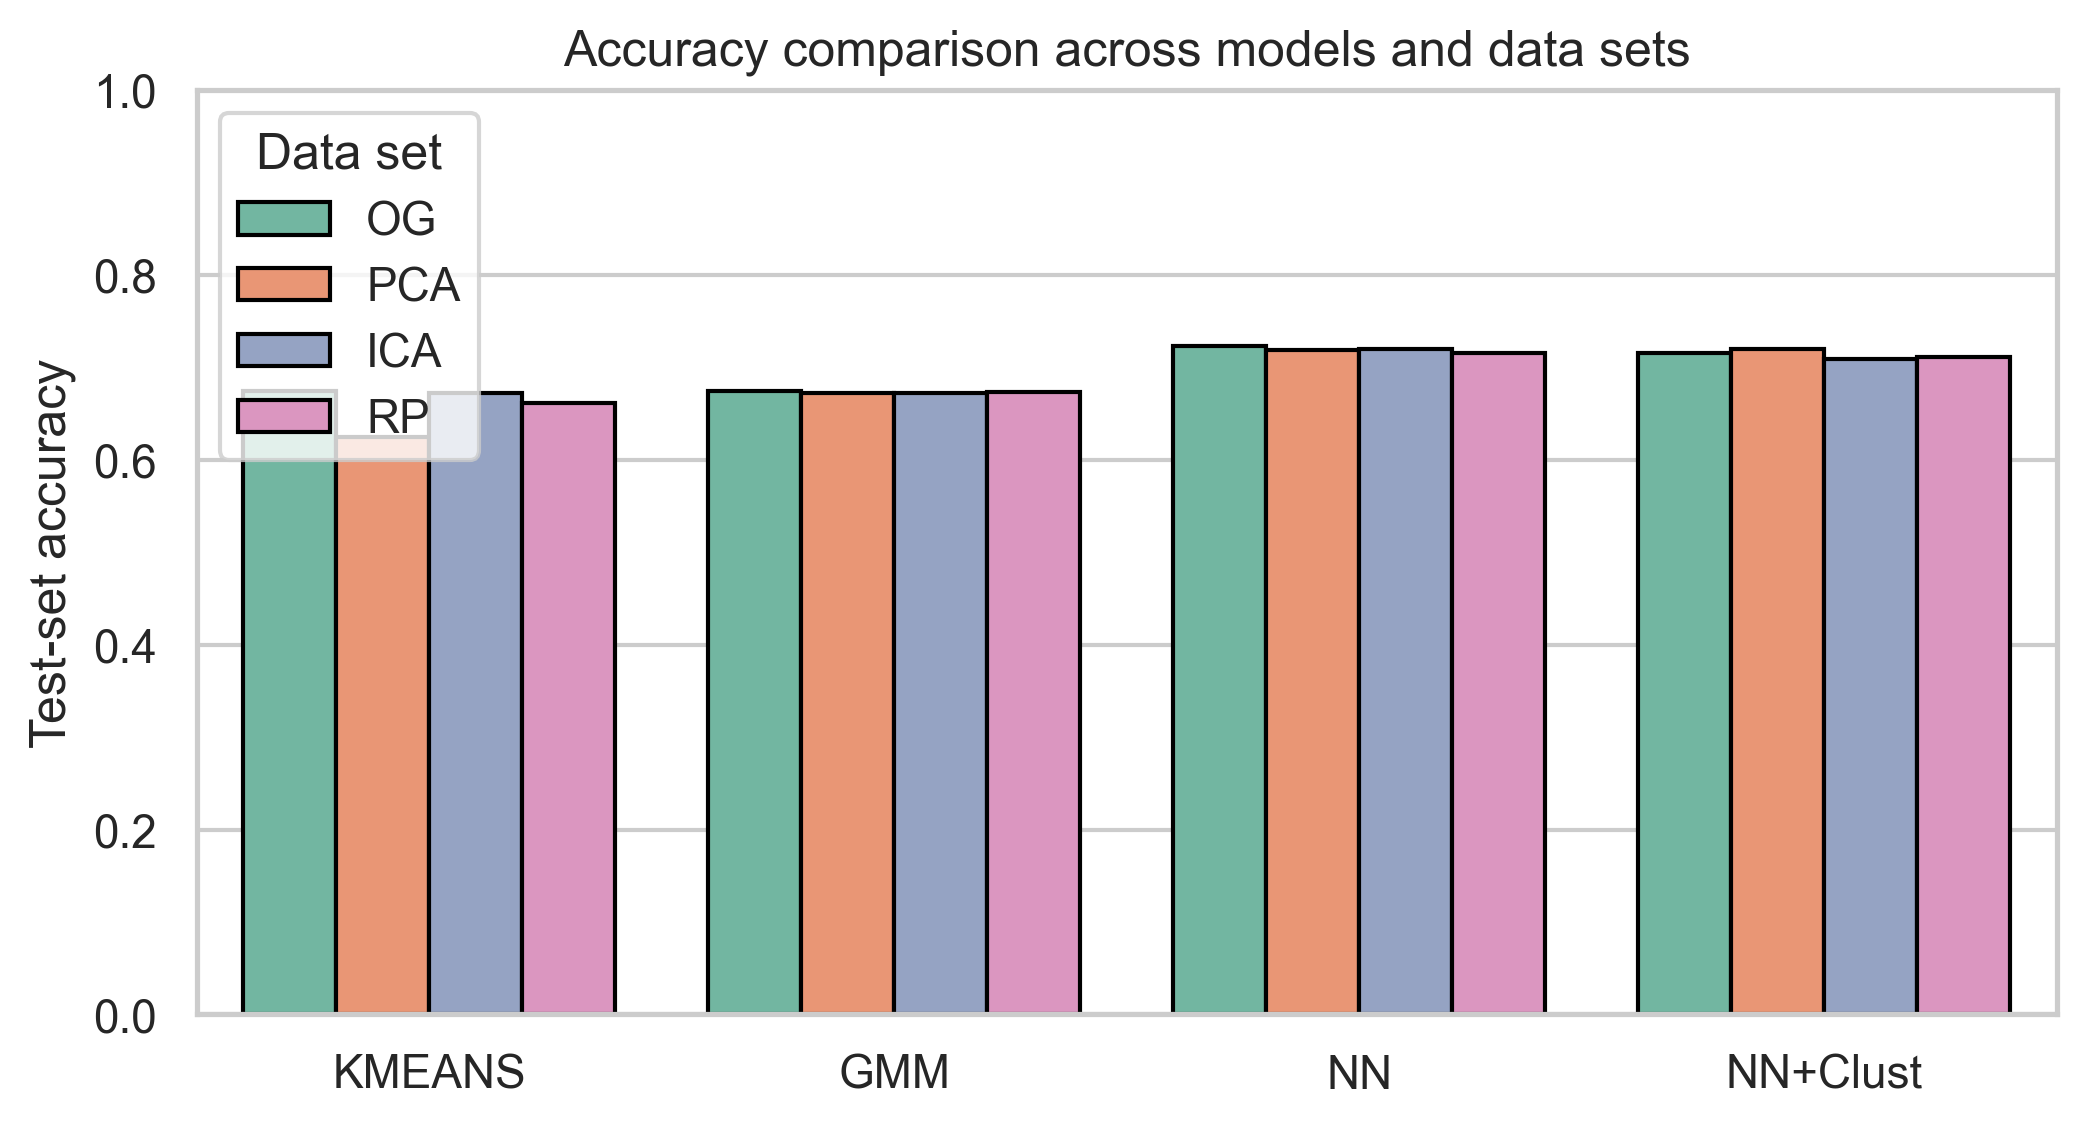 Accuracy comparison across models and data sets
1.0
0.8
0.6
0.4
0.2
0.0
Test-set accuracy
Data set
OG
PCA
ICA
RP
KMEANS
GMM
NN
NN+Clust